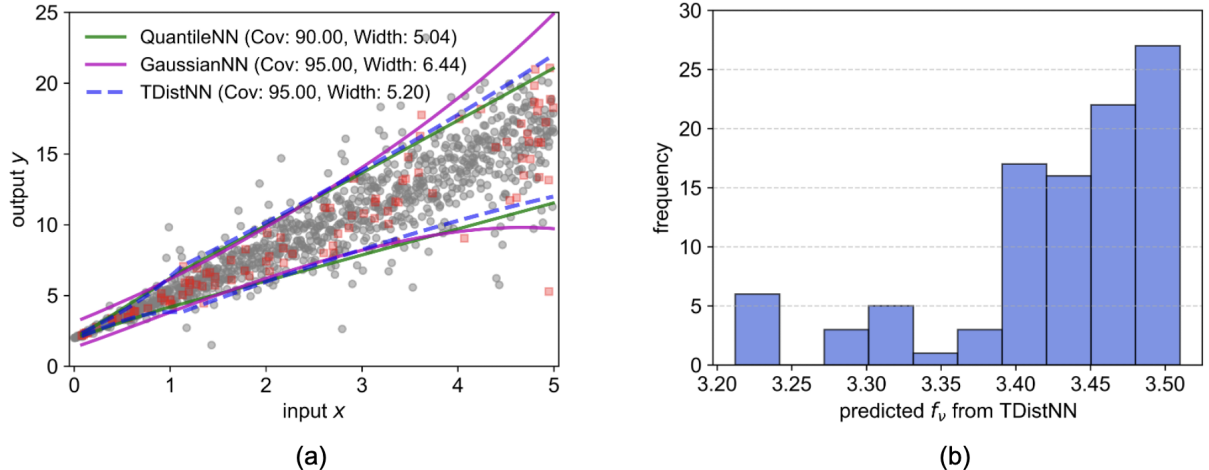 25
20
15
10
5
0
output y
QuantileNN (Cov: 90.00, Width: 5.04)
GaussianNN (Cov: 95.00, Width: 6.44)
TDistNN (Cov: 95.00, Width: 5.20)
0 1 2 3 4 5
input x
(a)
30
25
20
15
10
5
0
frequency
3.20 3.25 3.30 3.35 3.40 3.45 3.50
predicted fν from TDistNN
(b)